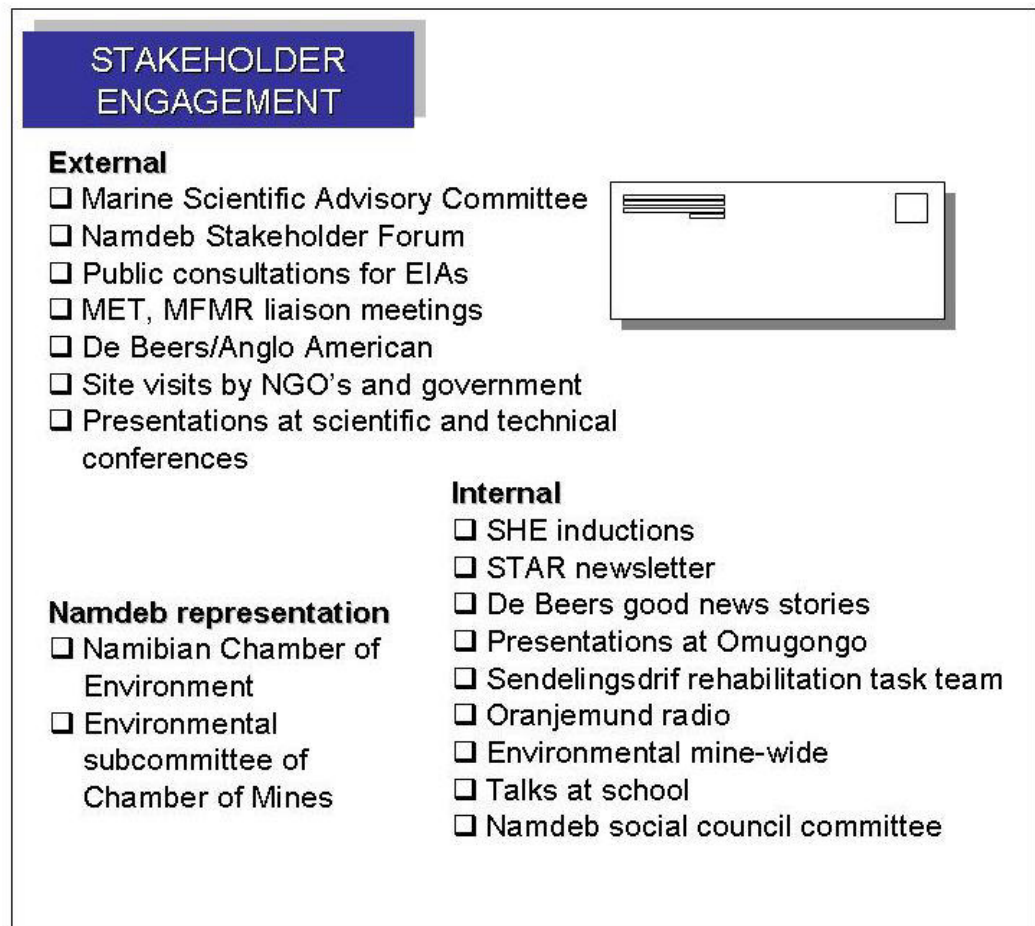 STAKEHOLDER
ENGAGEMENT
External
❑ Marine Scientific Advisory Committee
❑ Namdeb Stakeholder Forum
❑ Public consultations for EIAs
❑ MET, MFMR liaison meetings
❑ De Beers/Anglo American
❑ Site visits by NGO’s and government
❑ Presentations at scientific and technical
conferences
Namdeb representation
❑ Namibian Chamber of
Environment
❑ Environmental
subcommittee of
Chamber of Mines
Internal
❑ SHE inductions
❑ STAR newsletter
❑ De Beers good news stories
❑ Presentations at Omugongo
❑ Sendelingsdrif rehabilitation task team
❑ Oranjemund radio
❑ Environmental mine-wide
❑ Talks at school
❑ Namdeb social council committee